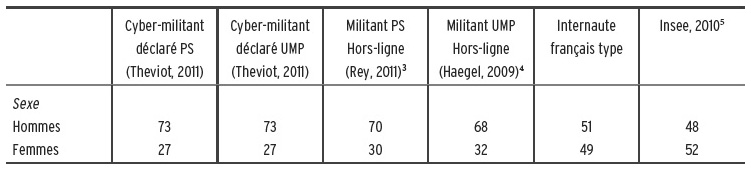 Cyber-militant déclaré PS (Theviot, 2011) Cyber-militant déclaré UMP (Theviot, 2011) Militant PS Hors-ligne (Rey, 2011)³ Militant UMP Hors-ligne (Haegel, 2009)⁴ Internaute français type Insee, 2010⁵
Sexe
Hommes 73 73 70 68 51 48
Femmes 27 27 30 32 49 52